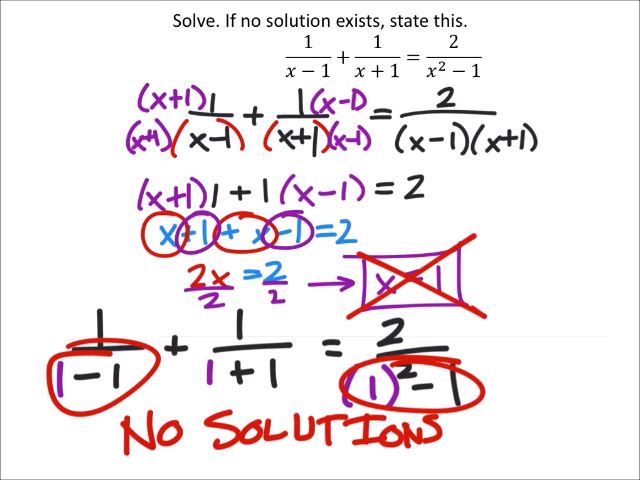 Solve. If no solution exists, state this.
1/(x − 1) + 1/(x + 1) = 2/(x² − 1)
(x+1)1/(x+1)(x−1) + 1(x−1)/(x+1)(x−1) = 2/(x−1)(x+1)
(x+1)1 + 1(x−1) = 2
x+1 + x−1 = 2
2x/2 = 2/2 → x = 1
1/(1 − 1) + 1/(1 + 1) = 2/((1)² − 1)
NO SOLUTIONS